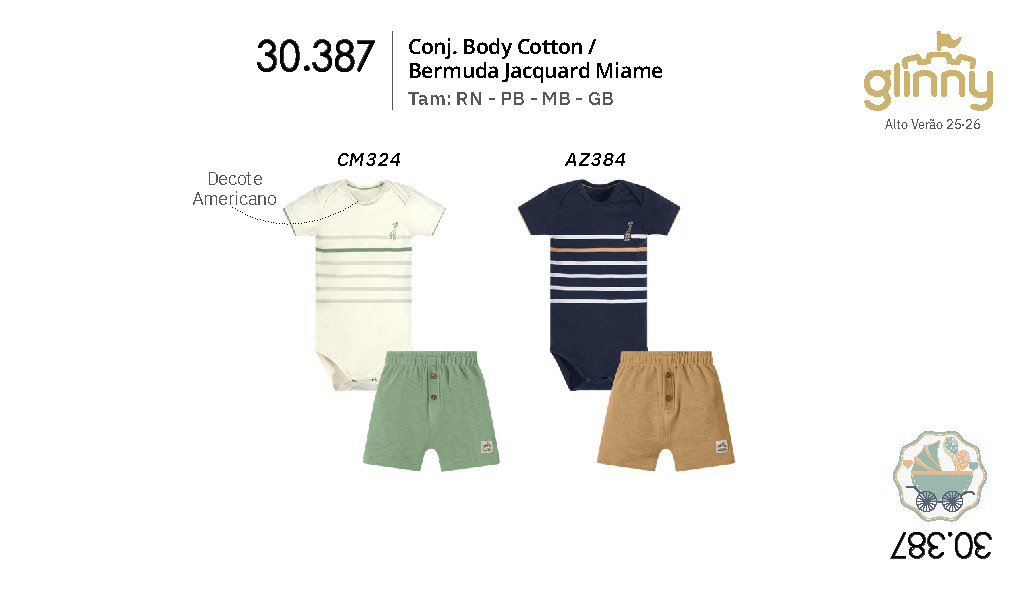 30.387
Conj. Body Cotton /
Bermuda Jacquard Miame
Tam: RN - PB - MB - GB
glinny
Alto Verão 25-26
CM324
AZ384
Decote
Americano
30.387